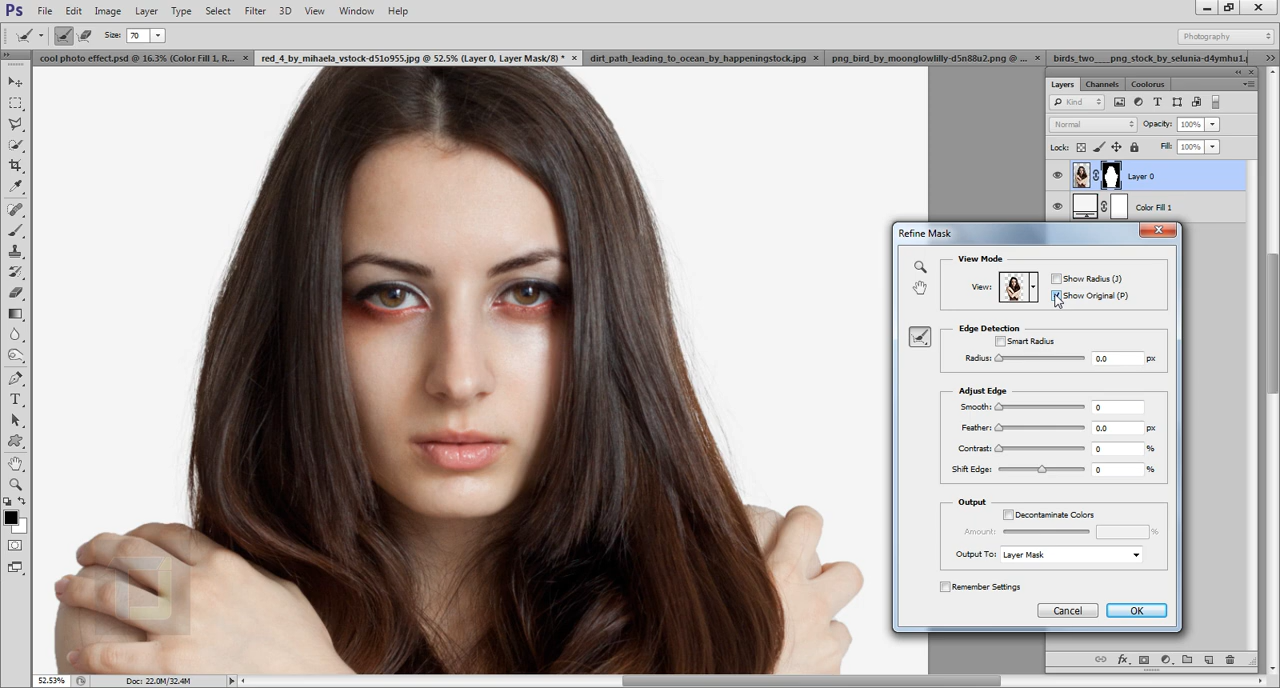 Ps File Edit Image Layer Type Select Filter 3D View Window Help
Size: 70 Photography
cool photo effect.psd @ 16.3% (Color Fill 1, R... × red_4_by_mihaela_vstock-d51o955.jpg @ 52.5% (Layer 0, Layer Mask/8) * × dirt_path_leading_to_ocean_by_happeningstock.jpg × png_bird_by_moonglowlilly-d5n88u2.png @ ... × birds_two____png_stock_by_selunia-d4ymhu1.p
Layers Channels Coolorus
Kind
Normal Opacity: 100%
Lock: Fill: 100%
Layer 0
Color Fill 1
Refine Mask
View Mode
View:
Show Radius (J)
Show Original (P)
Edge Detection
Smart Radius
Radius: 0.0 px
Adjust Edge
Smooth: 0
Feather: 0.0 px
Contrast: 0 %
Shift Edge: 0 %
Output
Decontaminate Colors
Amount: %
Output To: Layer Mask
Remember Settings
Cancel OK
52.53% Doc: 22.0M/32.4M